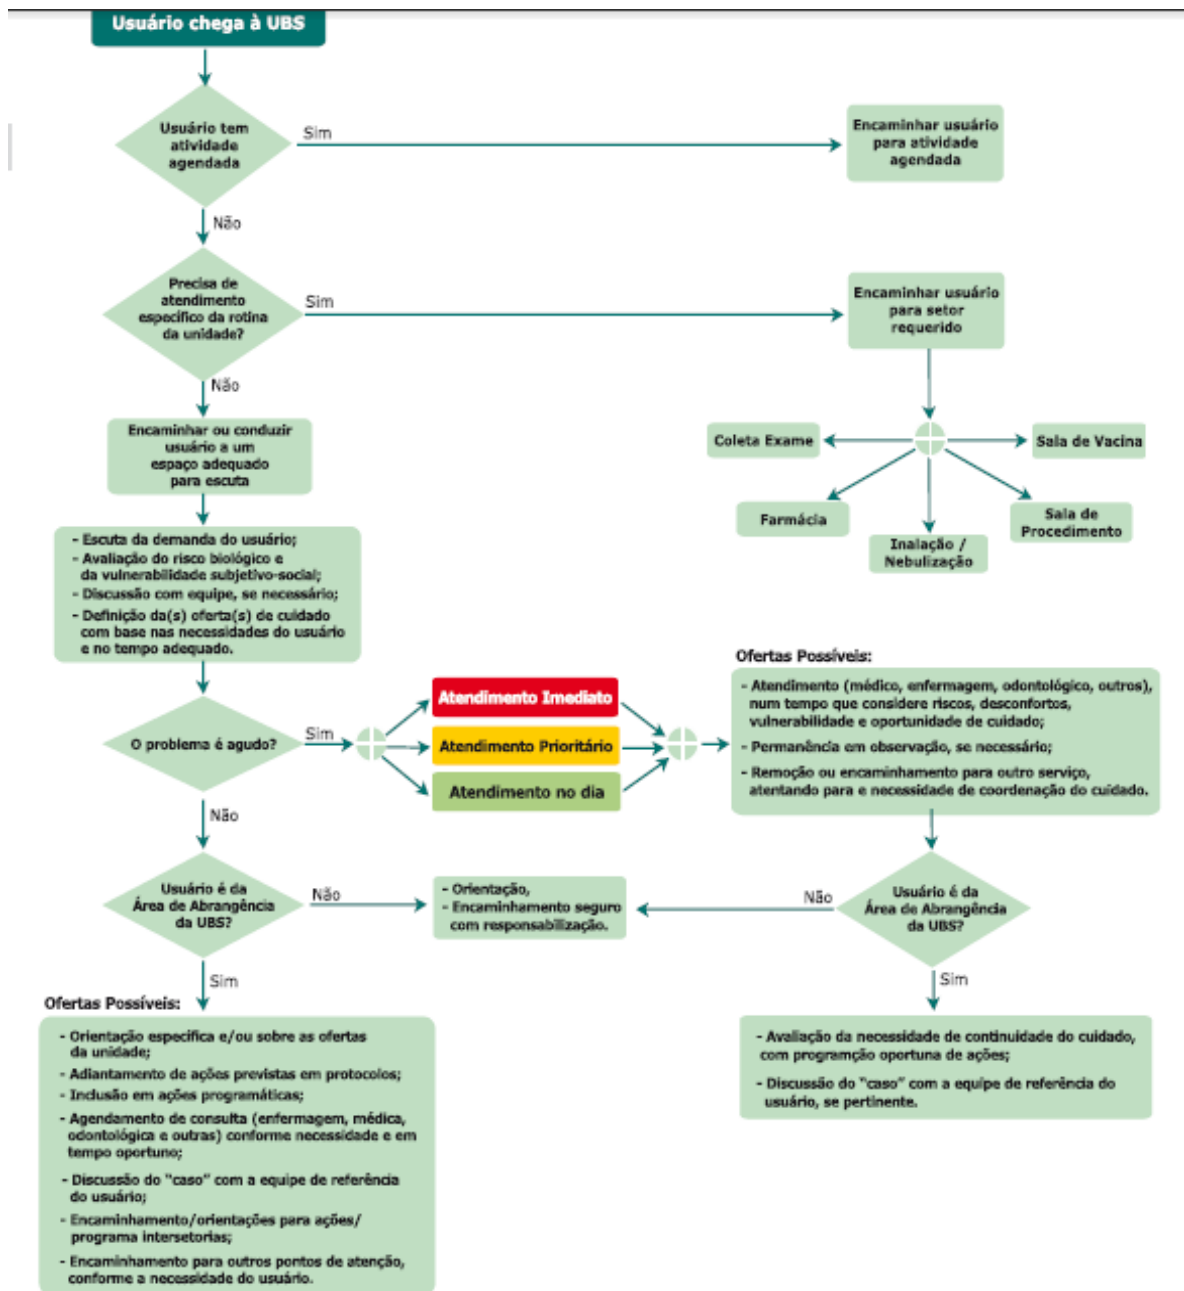 Usuário chega à UBS
Usuário tem
atividade
agendada
Sim
Encaminhar usuário
para atividade
agendada
Não
Precisa de
atendimento
específico da rotina
da unidade?
Sim
Encaminhar usuário
para setor
requerido
Não
Encaminhar ou conduzir
usuário a um
espaço adequado
para escuta
Coleta Exame
Sala de Vacina
Farmácia
Sala de
Procedimento
Inalação /
Nebulização
- Escuta da demanda do usuário;
- Avaliação do risco biológico e
da vulnerabilidade subjetivo-social;
- Discussão com equipe, se necessário;
- Definição da(s) oferta(s) de cuidado
com base nas necessidades do usuário
e no tempo adequado.
O problema é agudo?
Sim
Atendimento Imediato
Atendimento Prioritário
Atendimento no dia
Ofertas Possíveis:
- Atendimento (médico, enfermagem, odontológico, outros),
num tempo que considere riscos, desconfortos,
vulnerabilidade e oportunidade de cuidado;
- Permanência em observação, se necessário;
- Remoção ou encaminhamento para outro serviço,
atentando para e necessidade de coordenação do cuidado.
Não
Usuário é da
Área de Abrangência
da UBS?
Não
- Orientação,
- Encaminhamento seguro
com responsabilização.
Não
Usuário é da
Área de Abrangência
da UBS?
Sim
Sim
Ofertas Possíveis:
- Orientação específica e/ou sobre as ofertas
da unidade;
- Adiantamento de ações previstas em protocolos;
- Inclusão em ações programáticas;
- Agendamento de consulta (enfermagem, médica,
odontológica e outras) conforme necessidade e em
tempo oportuno;
- Discussão do "caso" com a equipe de referência
do usuário;
- Encaminhamento/orientações para ações/
programa intersetorias;
- Encaminhamento para outros pontos de atenção,
conforme a necessidade do usuário.
- Avaliação da necessidade de continuidade do cuidado,
com programção oportuna de ações;
- Discussão do "caso" com a equipe de referência do
usuário, se pertinente.